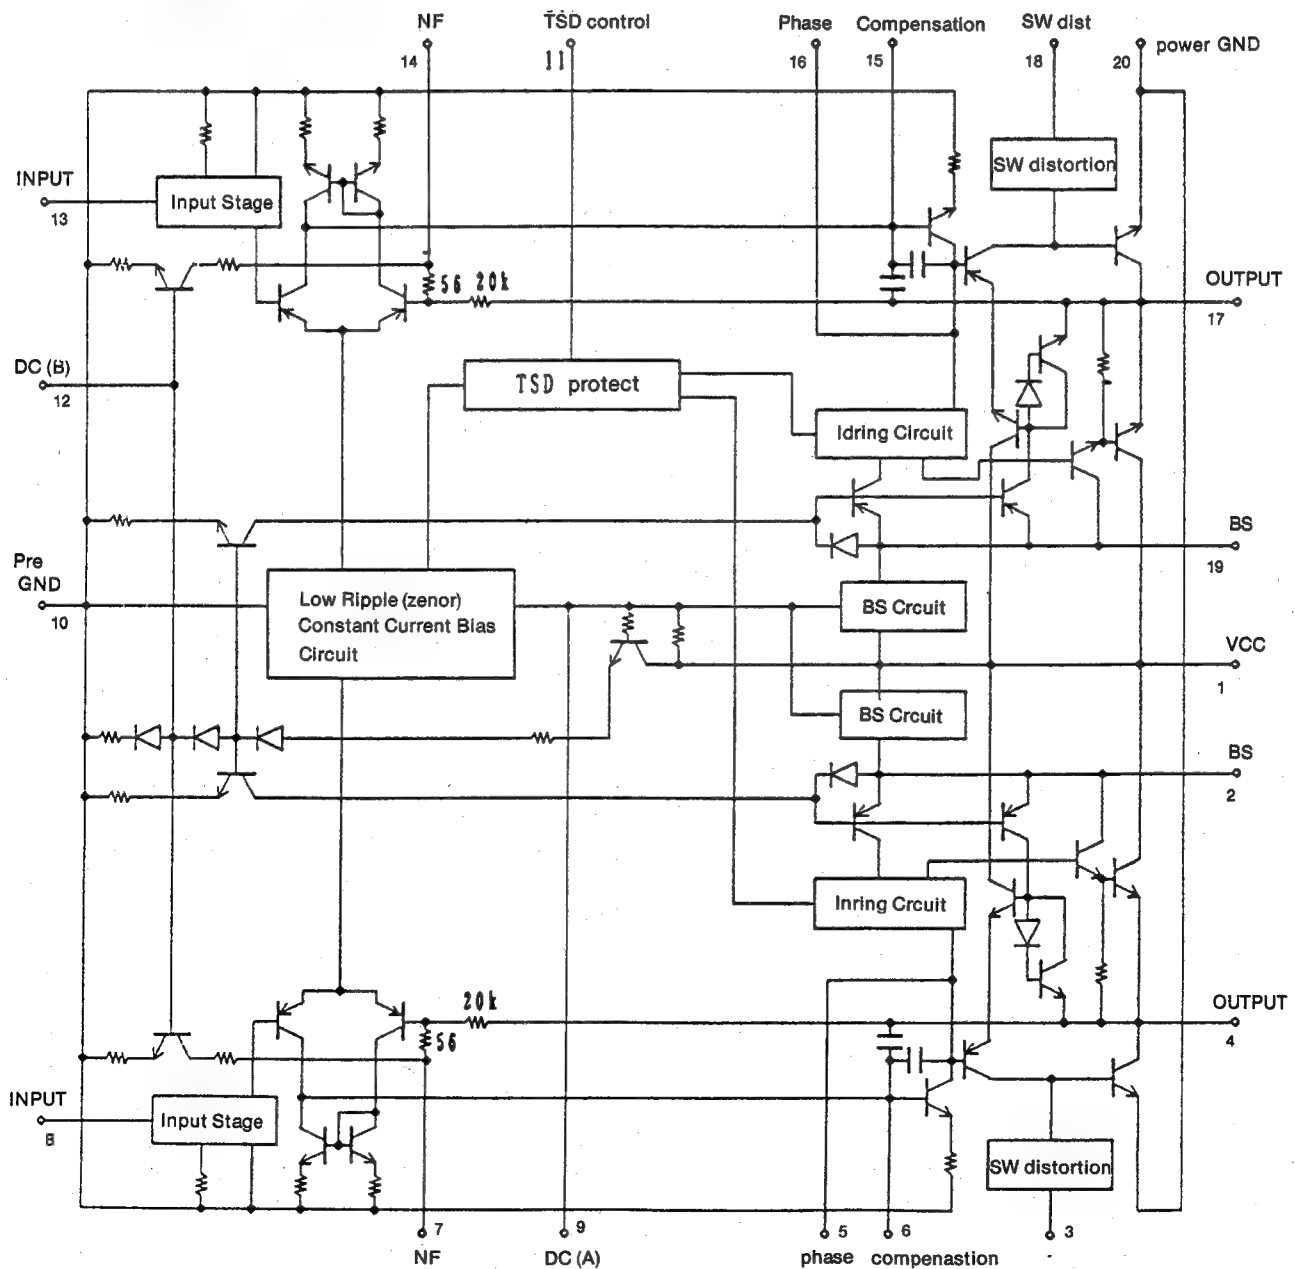 NF
TSD control
Phase
Compensation
SW dist
power GND
14
11
16
15
18
20
SW distortion
INPUT
13
Input Stage
56
20k
OUTPUT
17
DC (B)
12
TSD protect
Idring Circuit
BS
19
Pre
GND
10
Low Ripple (zenor)
Constant Current Bias
Circuit
BS Crcuit
VCC
1
BS Crcuit
BS
2
Inring Crcuit
20k
56
OUTPUT
4
INPUT
8
Input Stage
SW distortion
7
9
5
6
3
NF
DC (A)
phase
compenastion